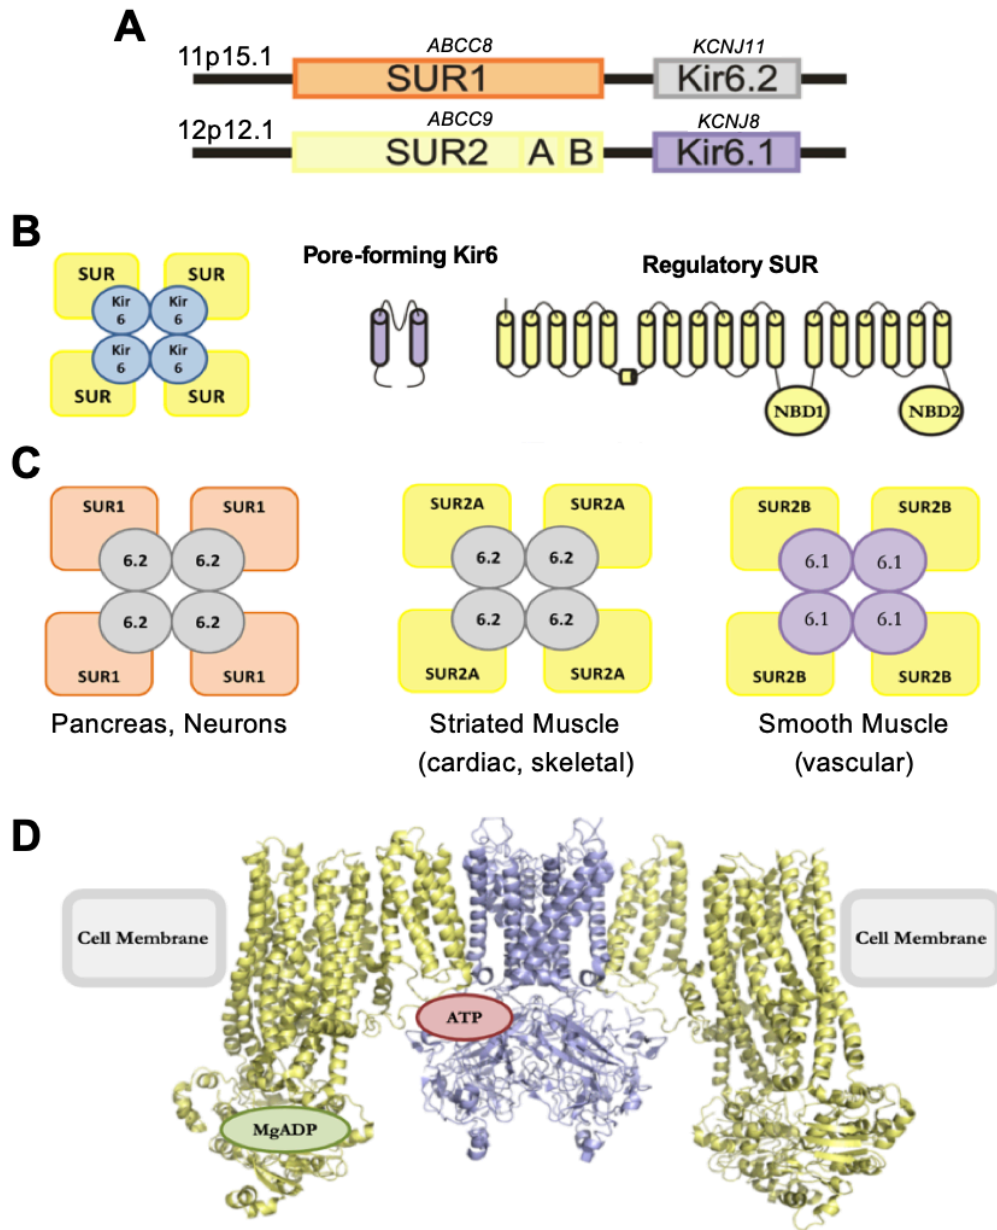 A
11p15.1
ABCC8
KCNJ11
SUR1
Kir6.2
12p12.1
ABCC9
KCNJ8
SUR2 A B
Kir6.1
B
Pore-forming Kir6
Regulatory SUR
SUR
SUR
Kir
6
Kir
6
Kir
6
Kir
6
SUR
SUR
NBD1
NBD2
C
SUR1
SUR1
6.2
6.2
6.2
6.2
SUR1
SUR1
Pancreas, Neurons
SUR2A
SUR2A
6.2
6.2
6.2
6.2
SUR2A
SUR2A
Striated Muscle
(cardiac, skeletal)
SUR2B
SUR2B
6.1
6.1
6.1
6.1
SUR2B
SUR2B
Smooth Muscle
(vascular)
D
Cell Membrane
Cell Membrane
ATP
MgADP